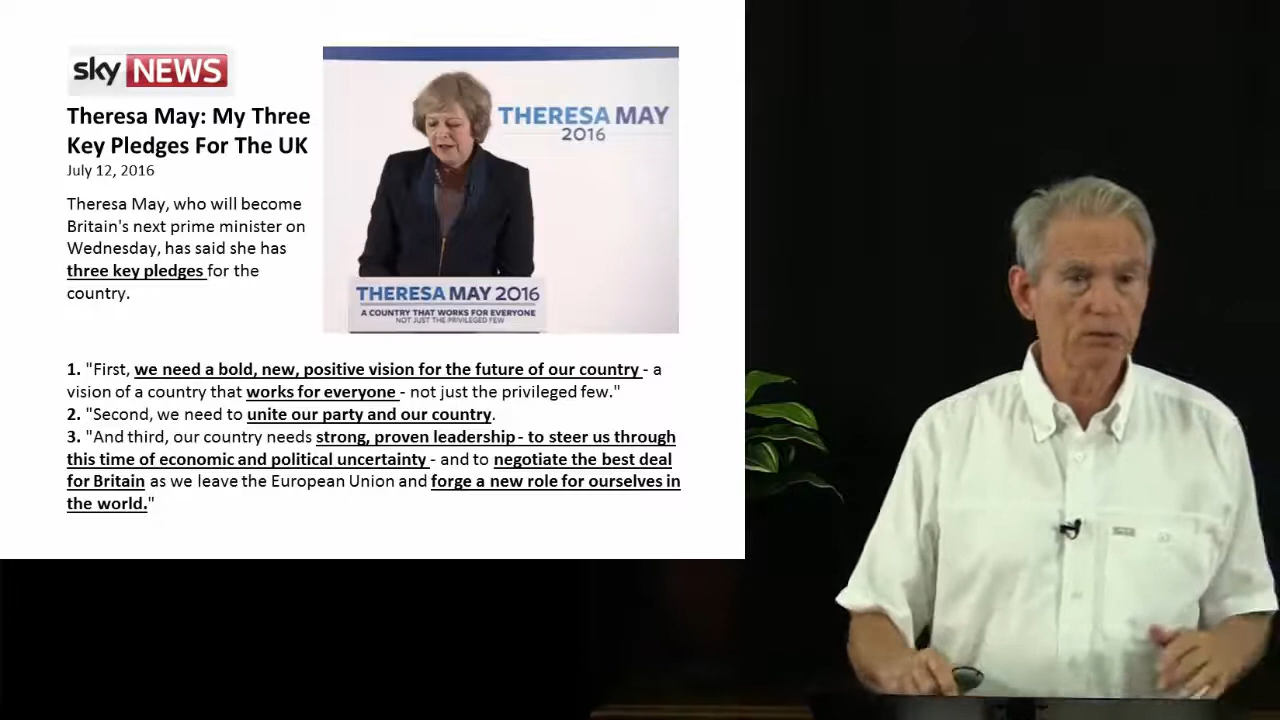 sky NEWS
Theresa May: My Three
Key Pledges For The UK
July 12, 2016
Theresa May, who will become
Britain's next prime minister on
Wednesday, has said she has
three key pledges for the
country.
THERESA MAY
2016
THERESA MAY 2016
A COUNTRY THAT WORKS FOR EVERYONE
NOT JUST THE PRIVILEGED FEW
1. "First, we need a bold, new, positive vision for the future of our country - a
vision of a country that works for everyone - not just the privileged few."
2. "Second, we need to unite our party and our country.
3. "And third, our country needs strong, proven leadership - to steer us through
this time of economic and political uncertainty - and to negotiate the best deal
for Britain as we leave the European Union and forge a new role for ourselves in
the world."